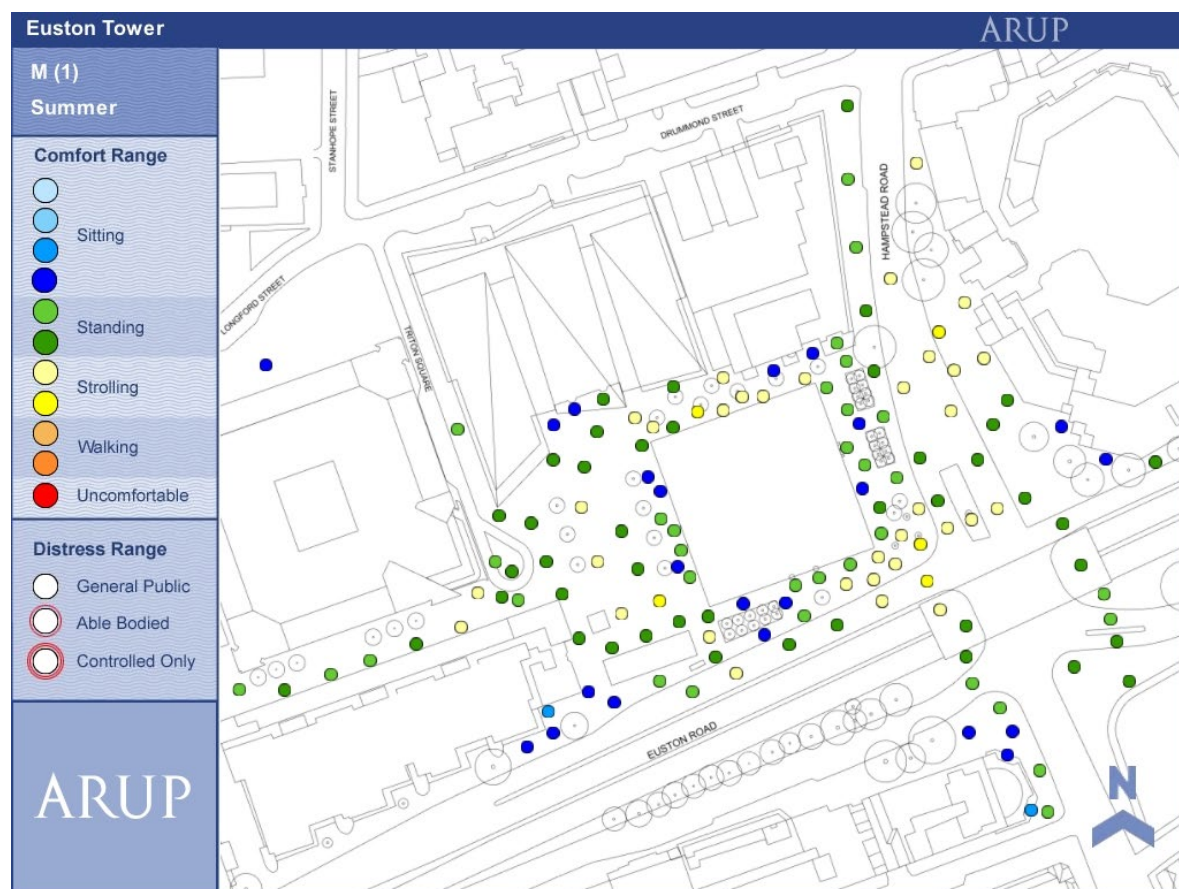 Euston Tower
ARUP
M (1)
Summer
Comfort Range
Sitting
Standing
Strolling
Walking
Uncomfortable
Distress Range
General Public
Able Bodied
Controlled Only
ARUP
STANHOPE STREET
DRUMMOND STREET
HAMPSTEAD ROAD
LONGFORD STREET
TRITON SQUARE
EUSTON ROAD
N